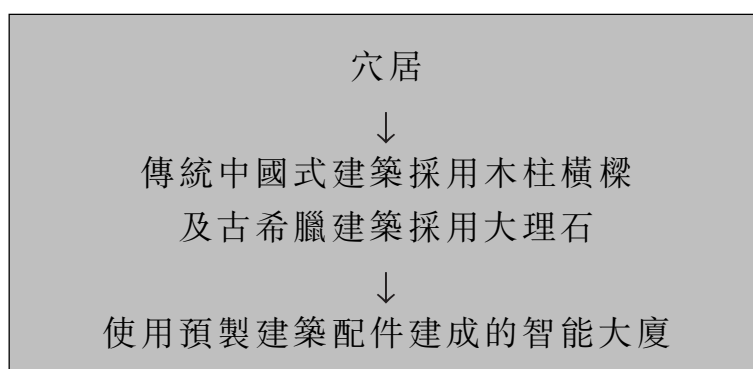 穴居
↓
傳統中國式建築採用木柱橫樑
及古希臘建築採用大理石
↓
使用預製建築配件建成的智能大廈